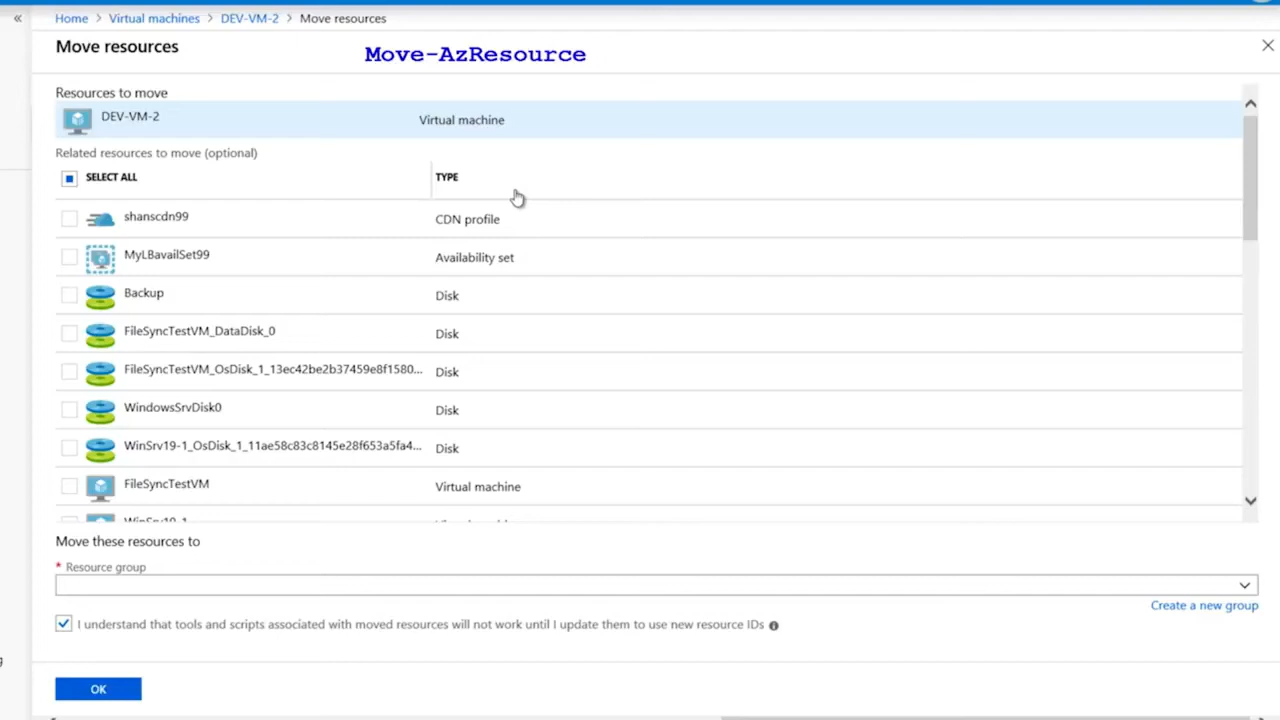 «
Home > Virtual machines > DEV-VM-2 > Move resources
Move resources
Move-AzResource
Resources to move
DEV-VM-2 Virtual machine
Related resources to move (optional)
SELECT ALL TYPE
shanscdn99 CDN profile
MyLBavailSet99 Availability set
Backup Disk
FileSyncTestVM_DataDisk_0 Disk
FileSyncTestVM_OsDisk_1_13ec42be2b37459e8f1580... Disk
WindowsSrvDisk0 Disk
WinSrv19-1_OsDisk_1_11ae58c83c8145e28f653a5fa4... Disk
FileSyncTestVM Virtual machine
WinSrv19-1
Move these resources to
* Resource group
Create a new group
I understand that tools and scripts associated with moved resources will not work until I update them to use new resource IDs
OK